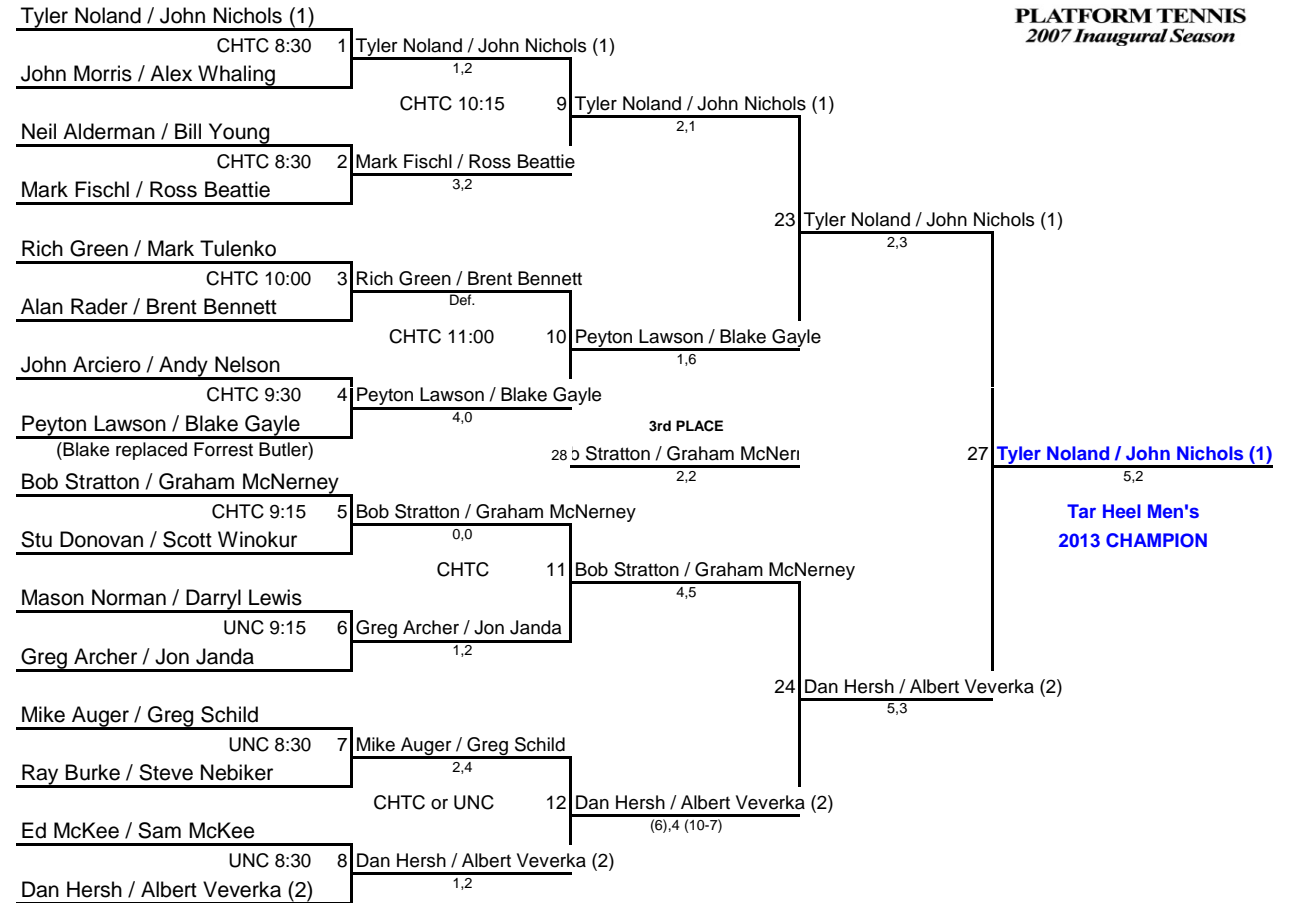 Tyler Noland / John Nichols (1)
PLATFORM TENNIS
2007 Inaugural Season
CHTC 8:30 1 Tyler Noland / John Nichols (1)
John Morris / Alex Whaling
1,2
CHTC 10:15 9 Tyler Noland / John Nichols (1)
2,1
Neil Alderman / Bill Young
CHTC 8:30 2 Mark Fischl / Ross Beattie
Mark Fischl / Ross Beattie
3,2
23 Tyler Noland / John Nichols (1)
2,3
Rich Green / Mark Tulenko
CHTC 10:00 3 Rich Green / Brent Bennett
Alan Rader / Brent Bennett
Def.
CHTC 11:00 10 Peyton Lawson / Blake Gayle
1,6
John Arciero / Andy Nelson
CHTC 9:30 4 Peyton Lawson / Blake Gayle
Peyton Lawson / Blake Gayle
4,0
(Blake replaced Forrest Butler)
3rd PLACE
28 Stratton / Graham
2,2
27 Tyler Noland / John Nichols (1)
5,2
Tar Heel Men's
2013 CHAMPION
Bob Stratton / Graham McNerney
CHTC 9:15 5 Bob Stratton / Graham McNerney
Stu Donovan / Scott Winokur
0,0
CHTC 11 Bob Stratton / Graham McNerney
4,5
Mason Norman / Darryl Lewis
UNC 9:15 6 Greg Archer / Jon Janda
Greg Archer / Jon Janda
1,2
24 Dan Hersh / Albert Veverka (2)
5,3
Mike Auger / Greg Schild
UNC 8:30 7 Mike Auger / Greg Schild
Ray Burke / Steve Nebiker
2,4
CHTC or UNC 12 Dan Hersh / Albert Veverka (2)
(6),4 (10-7)
Ed McKee / Sam McKee
UNC 8:30 8 Dan Hersh / Albert Veverka (2)
Dan Hersh / Albert Veverka (2)
1,2